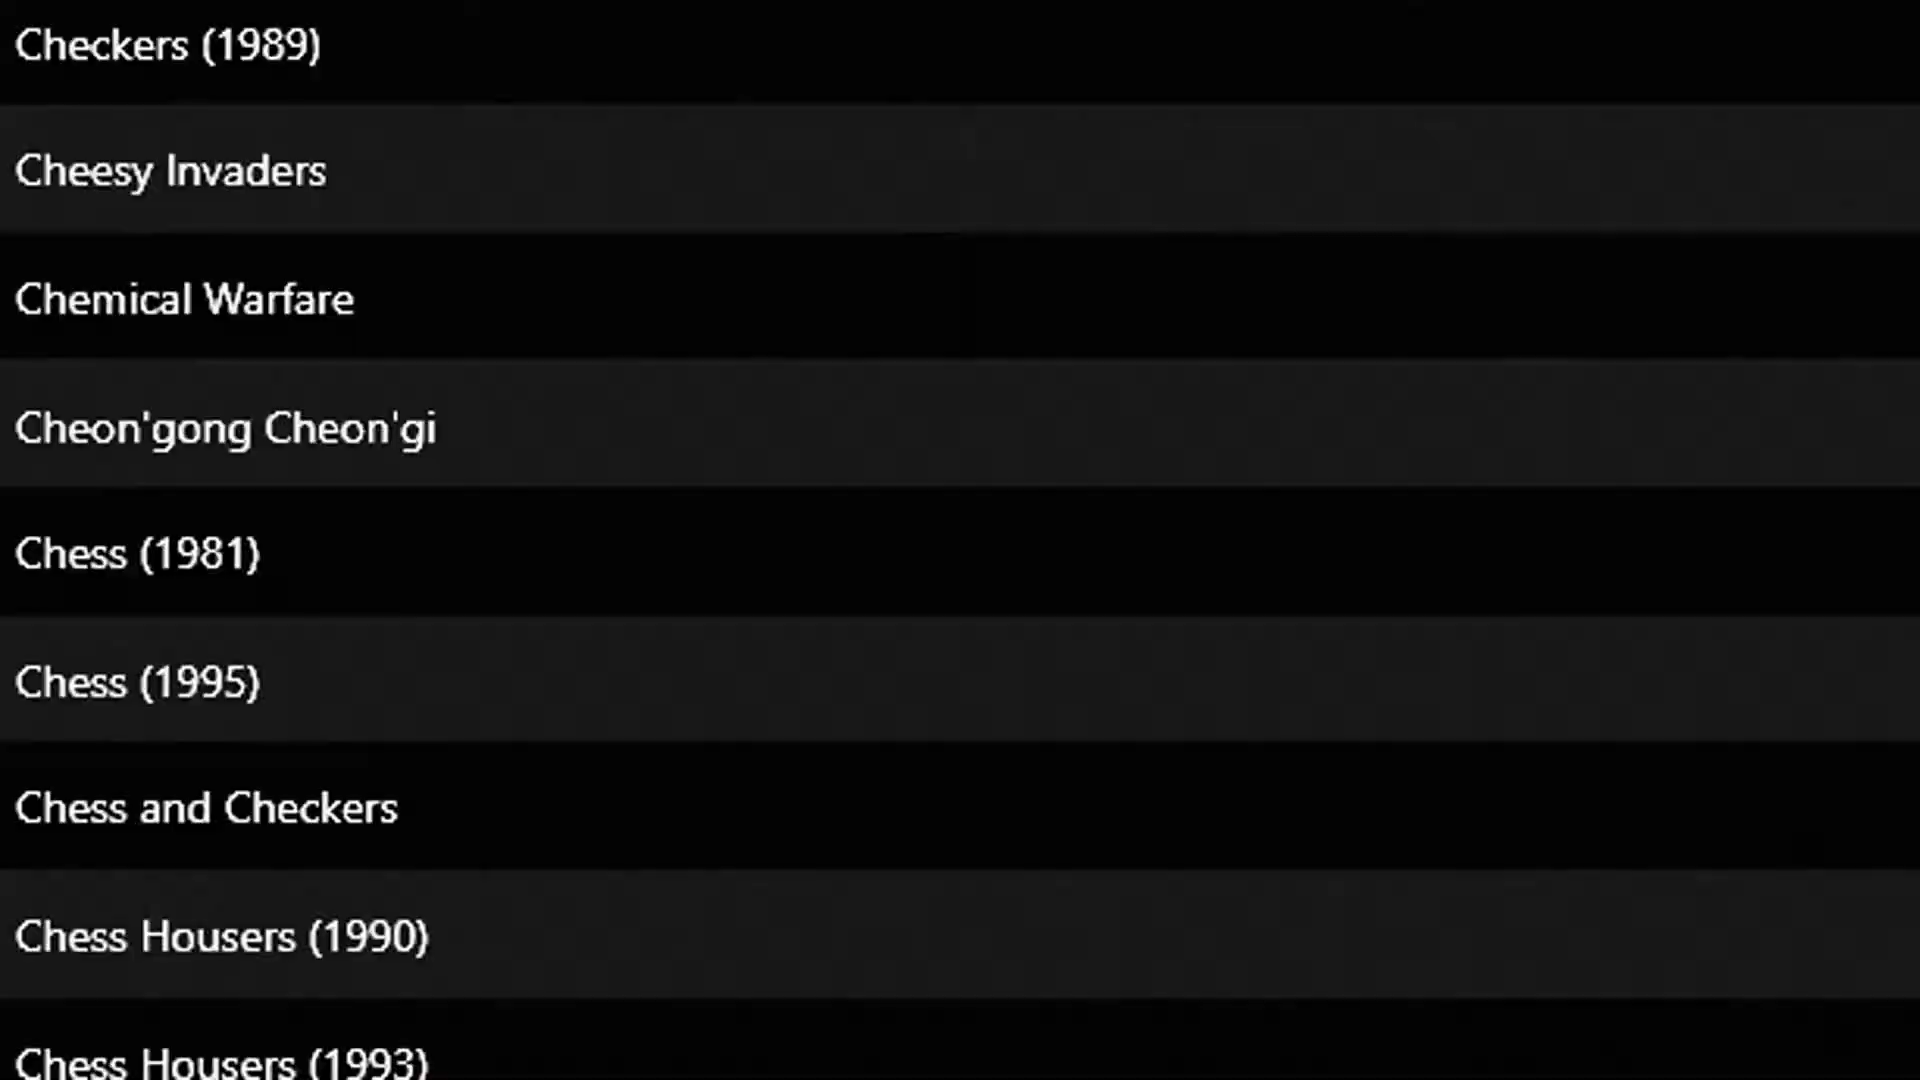 Checkers (1989)
Cheesy Invaders
Chemical Warfare
Cheon'gong Cheon'gi
Chess (1981)
Chess (1995)
Chess and Checkers
Chess Housers (1990)
Chess Housers (1993)